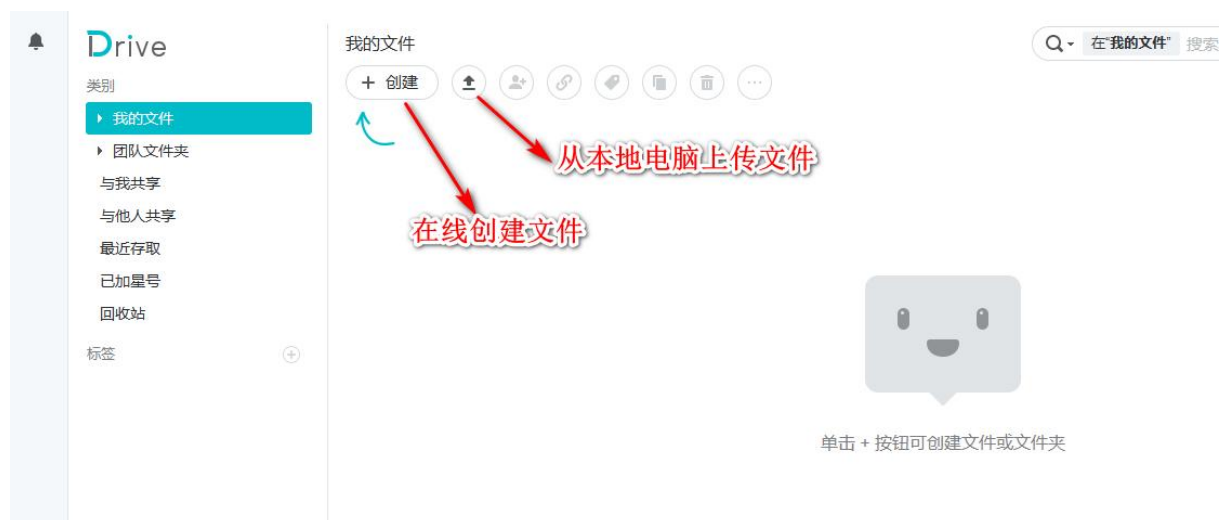 Drive
类别
我的文件
团队文件夹
与我共享
与他人共享
最近存取
已加星号
回收站
标签
我的文件
在"我的文件" 搜索
+ 创建
从本地电脑上传文件
在线创建文件
单击 + 按钮可创建文件或文件夹